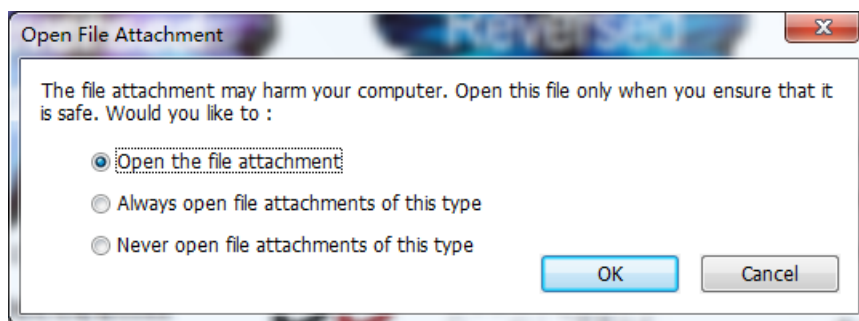 Reversed
Open File Attachment
The file attachment may harm your computer. Open this file only when you ensure that it
is safe. Would you like to :
Open the file attachment
Always open file attachments of this type
Never open file attachments of this type
OK
Cancel